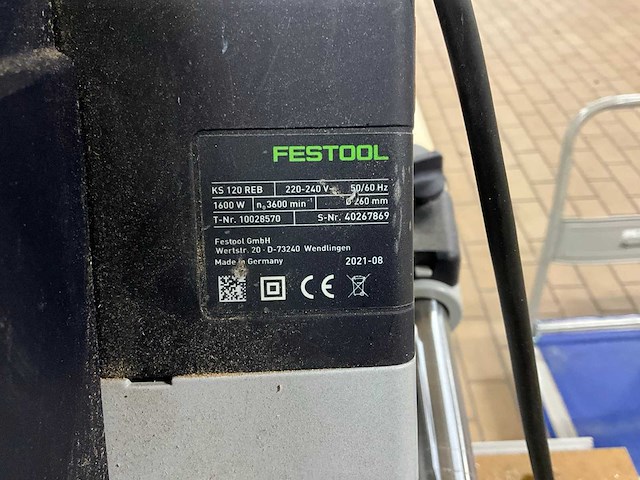 FESTOOL
KS 120 REB 220-240 V~ 50/60 Hz
1600 W n₀ 3600 min⁻¹ Ø 260 mm
T-Nr. 10028570 S-Nr. 40267869
Festool GmbH
Wertstr. 20 · D-73240 Wendlingen
Made in Germany 2021-08
CE